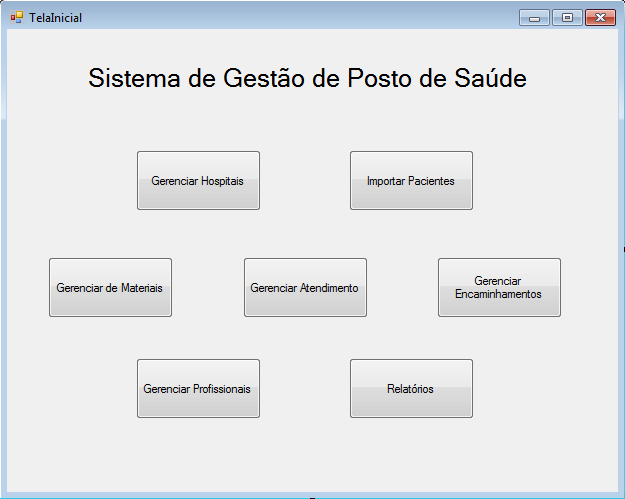 TelaInicial
Sistema de Gestão de Posto de Saúde
Gerenciar Hospitais
Importar Pacientes
Gerenciar de Materiais
Gerenciar Atendimento
Gerenciar
Encaminhamentos
Gerenciar Profissionais
Relatórios